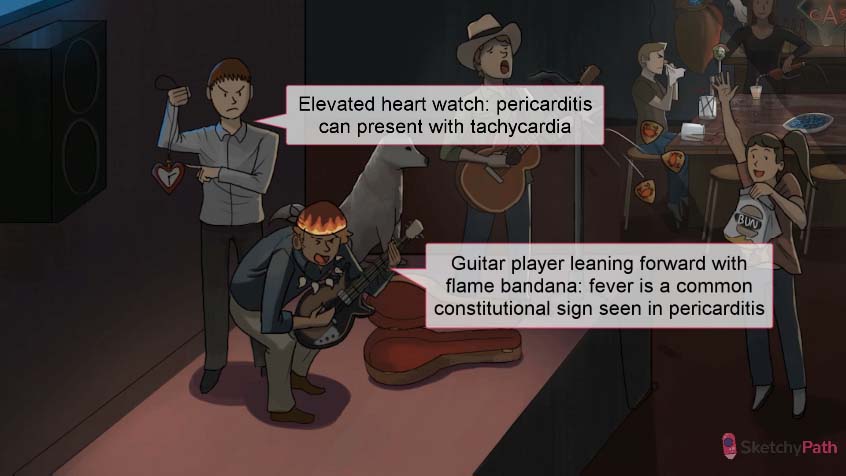 CAS
Elevated heart watch: pericarditis
can present with tachycardia
BUN
Guitar player leaning forward with
flame bandana: fever is a common
constitutional sign seen in pericarditis
SketchyPath